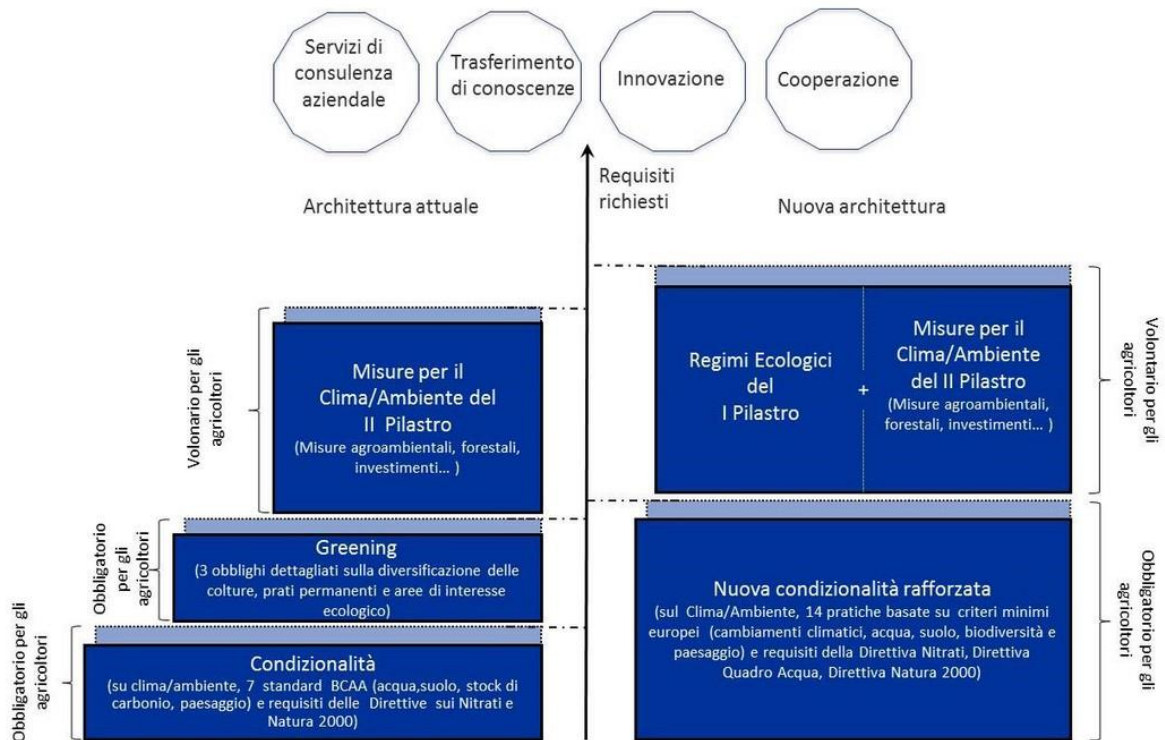 Servizi di
consulenza
aziendale
Trasferimento
di conoscenze
Innovazione
Cooperazione
Requisiti
richiesti
Architettura attuale
Nuova architettura
Volonario per gli
agricoltori
Misure per il
Clima/Ambiente del
II Pilastro
(Misure agroambientali, forestali,
investimenti... )
Obbligatorio
per gli
agricoltori
Greening
(3 obblighi dettagliati sulla diversificazione delle
colture, prati permanenti e aree di interesse
ecologico)
Obbligatorio per gli
agricoltori
Condizionalità
(su clima/ambiente, 7 standard BCAA (acqua,suolo, stock di
carbonio, paesaggio) e requisiti delle Direttive sui Nitrati e
Natura 2000)
Regimi Ecologici
del
I Pilastro
+
Misure per il
Clima/Ambiente
del II Pilastro
(Misure agroambientali,
forestali, investimenti... )
Volontario per gli
agricoltori
Nuova condizionalità rafforzata
(sul Clima/Ambiente, 14 pratiche basate su criteri minimi
europei (cambiamenti climatici, acqua, suolo, biodiversità e
paesaggio) e requisiti della Direttiva Nitrati, Direttiva
Quadro Acqua, Direttiva Natura 2000)
Obbligatorio per gli
agricoltori